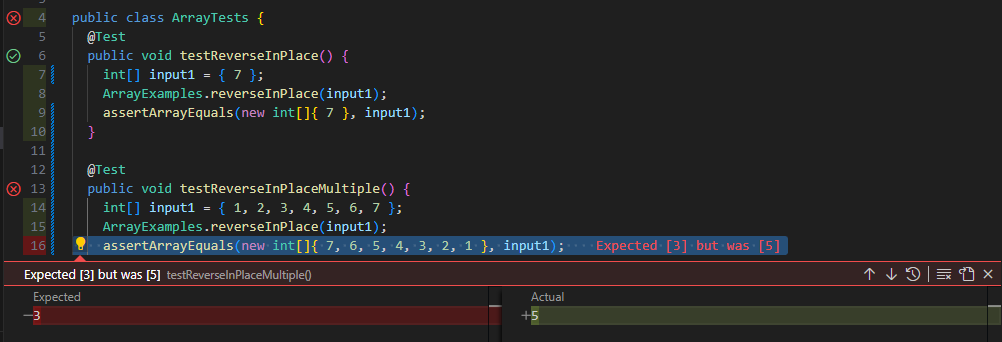 4 public class ArrayTests {
5 @Test
6 public void testReverseInPlace() {
7 int[] input1 = { 7 };
8 ArrayExamples.reverseInPlace(input1);
9 assertArrayEquals(new int[]{ 7 }, input1);
10 }
11
12 @Test
13 public void testReverseInPlaceMultiple() {
14 int[] input1 = { 1, 2, 3, 4, 5, 6, 7 };
15 ArrayExamples.reverseInPlace(input1);
16 assertArrayEquals(new int[]{ 7, 6, 5, 4, 3, 2, 1 }, input1); Expected [3] but was [5]
Expected [3] but was [5] testReverseInPlaceMultiple()
Expected Actual
−3 +5